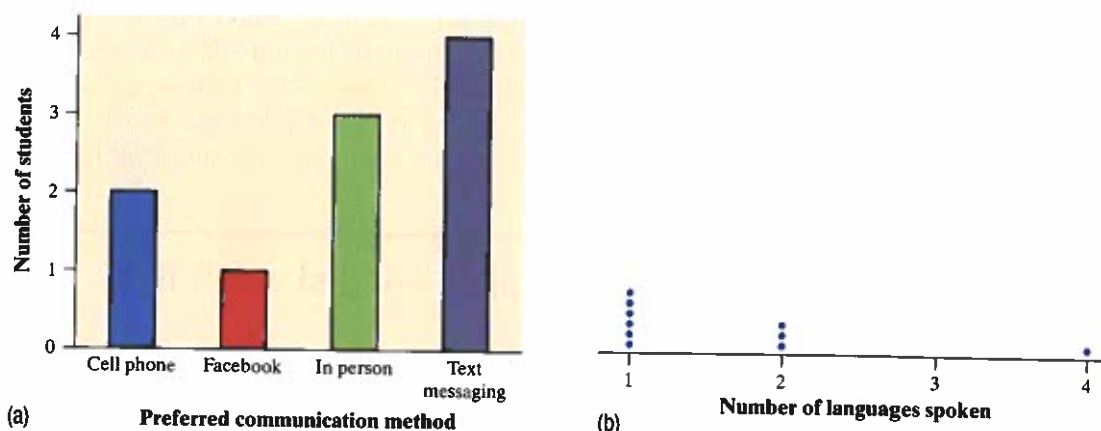 Number of students
4
3
2
1
0
Cell phone
Facebook
In person
Text
messaging
(a)
Preferred communication method
1
2
3
4
Number of languages spoken
(b)